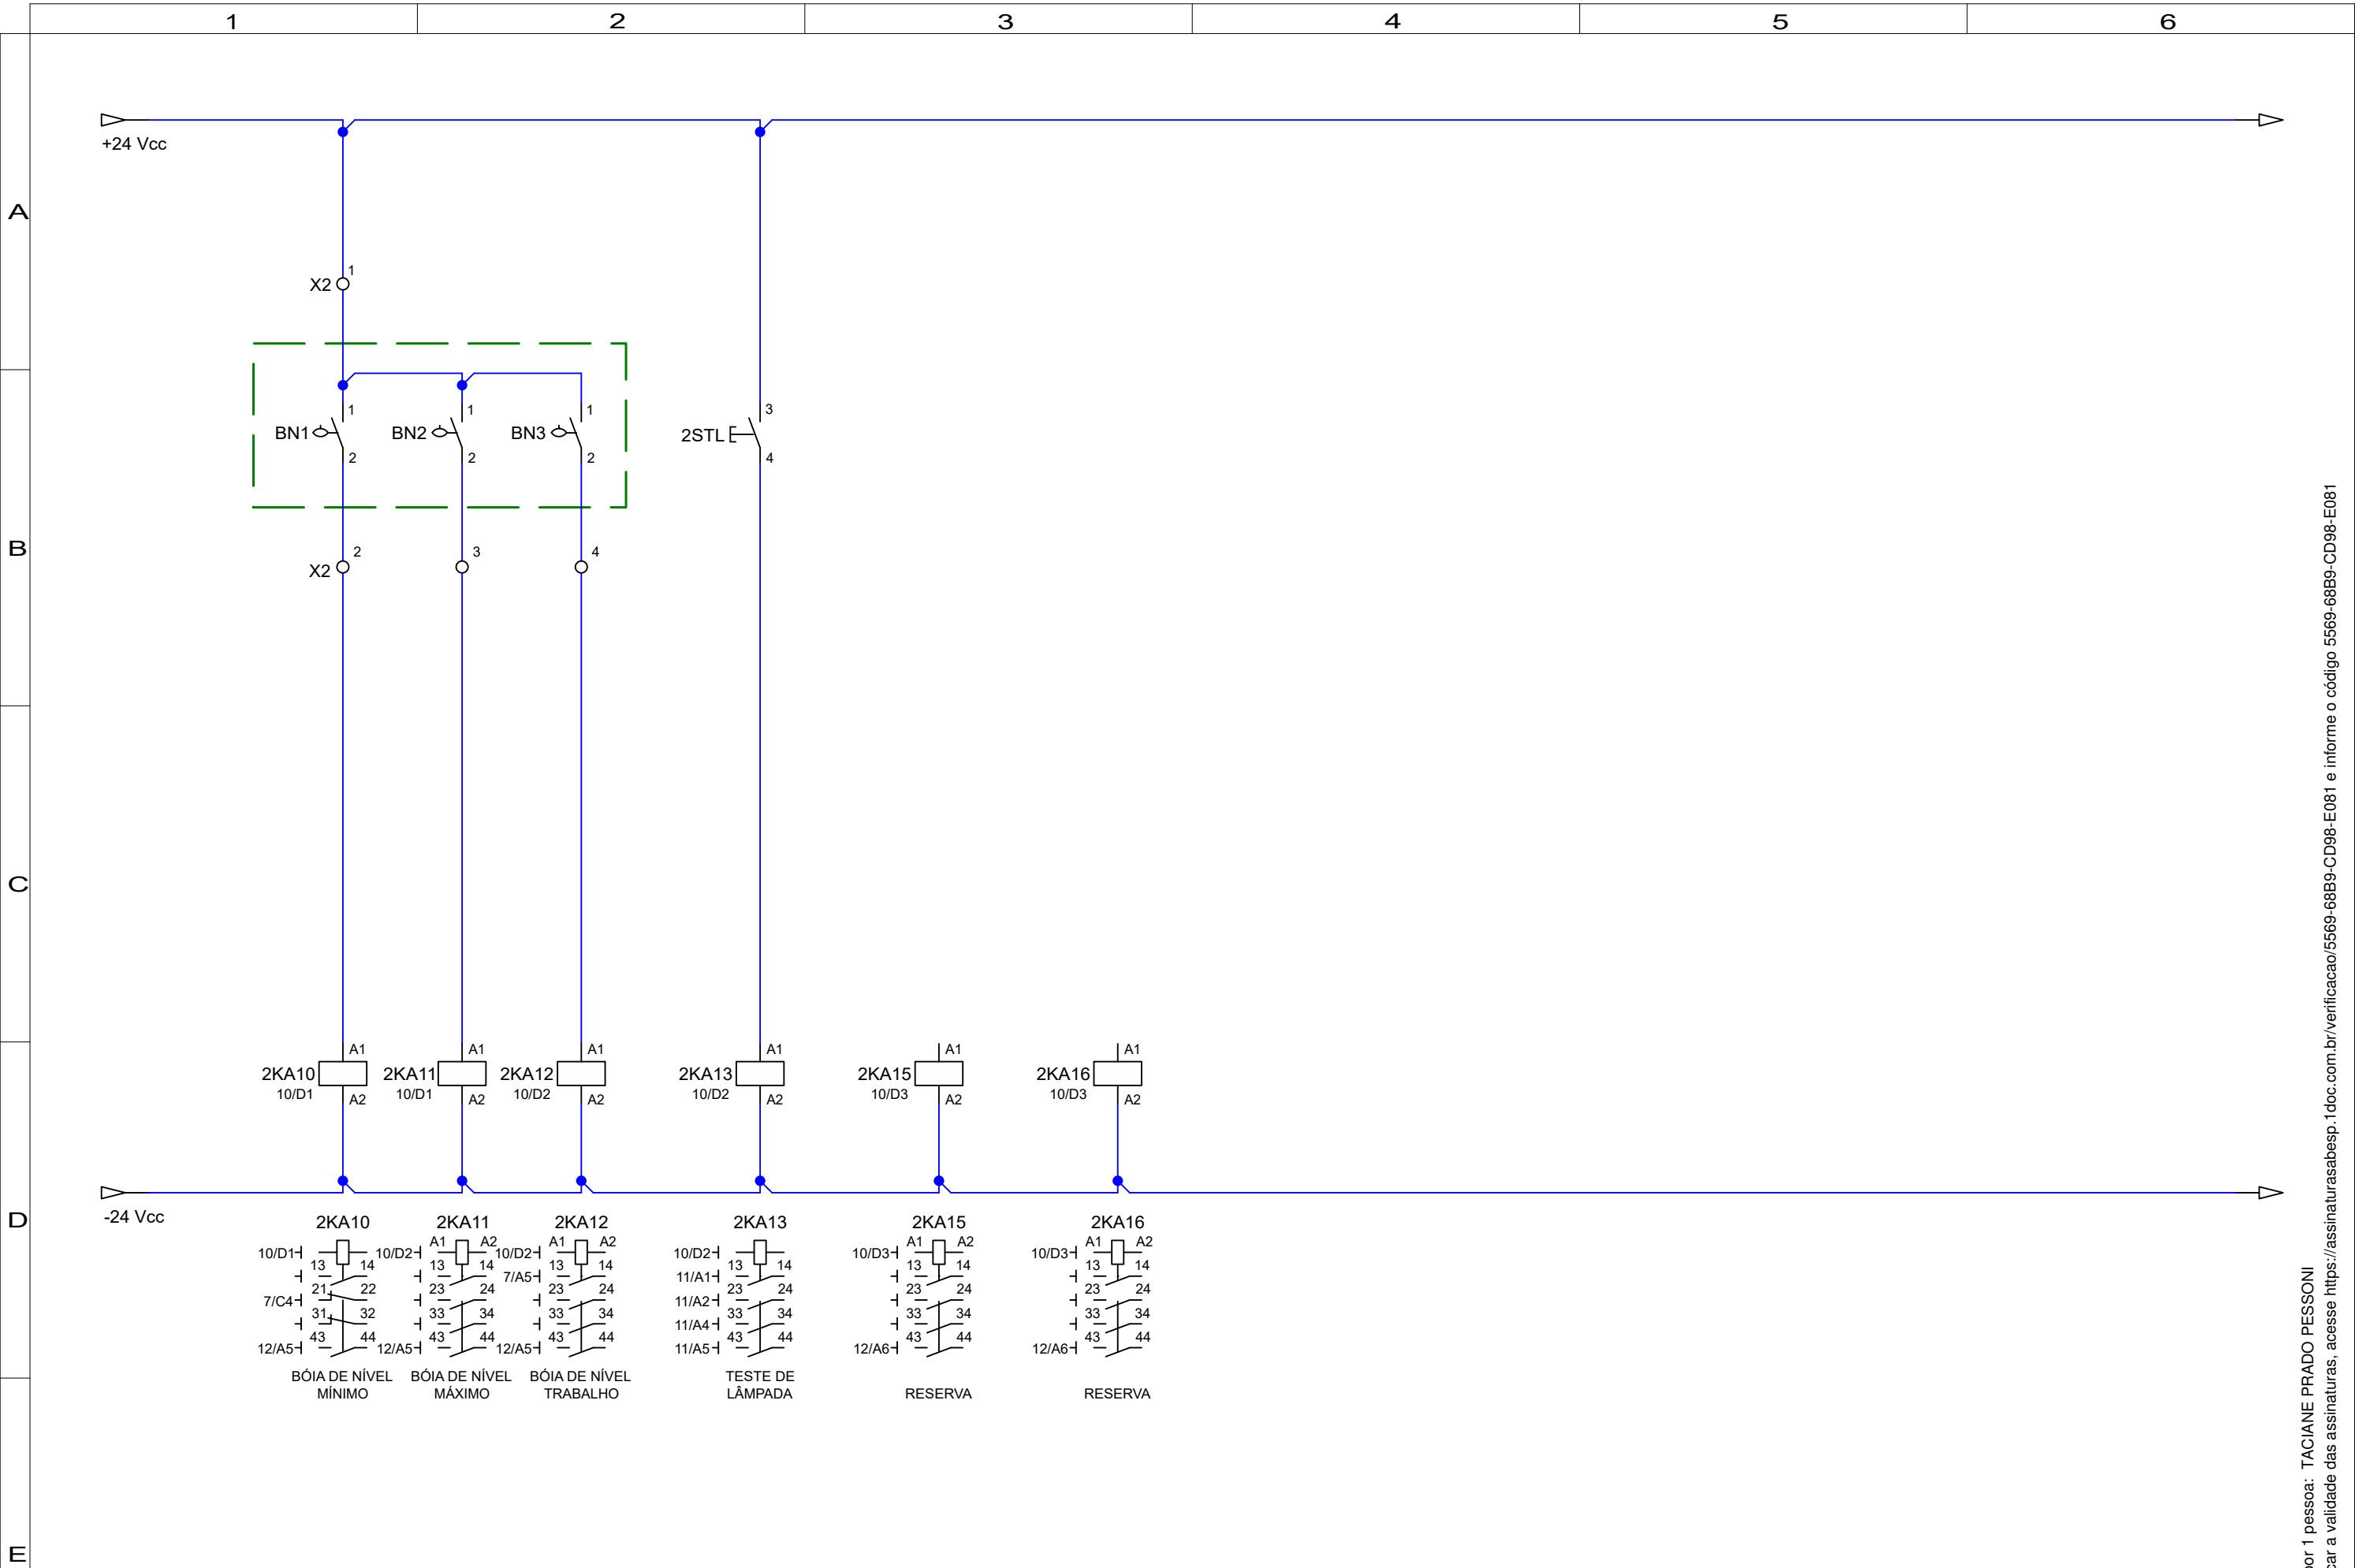 1 2 3 4 5 6
+24 Vcc
A
1
X2
1 1 1 3
BN1 BN2 BN3 2STL
2 2 2 4
B
2 3 4
X2
C
A1 A1 A1 A1 A1 A1
2KA10 2KA11 2KA12 2KA13 2KA15 2KA16
10/D1 10/D1 10/D2 10/D2 10/D3 10/D3
A2 A2 A2 A2 A2 A2
-24 Vcc
D
2KA10 2KA11 2KA12 2KA13 2KA15 2KA16
A1 A2 A1 A2 A1 A2 A1 A2
10/D1 10/D2 10/D2 10/D2 10/D3 10/D3
13 14 13 14 13 14 13 14 13 14 13 14
7/A5 11/A1
21 22 23 24 23 24 23 24 23 24 23 24
7/C4 11/A2
31 32 33 34 33 34 33 34 33 34 33 34
11/A4
43 44 43 44 43 44 43 44 43 44 43 44
12/A5 12/A5 12/A5 11/A5 12/A6 12/A6
BÓIA DE NÍVEL BÓIA DE NÍVEL BÓIA DE NÍVEL TESTE DE
MÍNIMO MÁXIMO TRABALHO LÂMPADA RESERVA RESERVA
E
por 1 pessoa: TACIANE PRADO PESSONI
a validade das assinaturas, acesse https://assinaturasabesp.1doc.com.br/verificacao/5569-68B9-CD98-E081 e informe o código 5569-68B9-CD98-E081